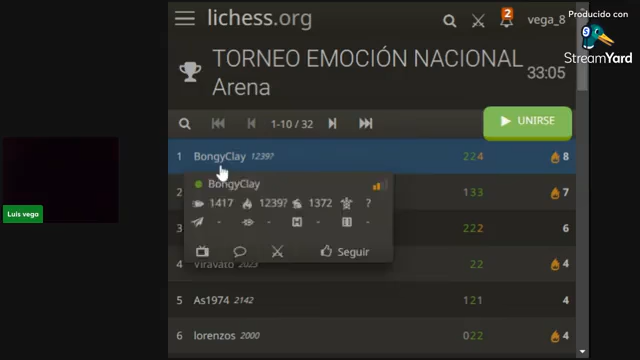 lichess.org
2
vega_8
Producido con
StreamYard
TORNEO EMOCIÓN NACIONAL
Arena
33:05
1-10 / 32
UNIRSE
1 BongyClay 1239? 224 8
BongyClay
2 133 7
1417 1239? 1372 ?
222 6
- - - -
Seguir
4 Viravato 2023 22 4
5 As1974 2142 121 4
6 lorenzos 2000 022 4
Luis vega